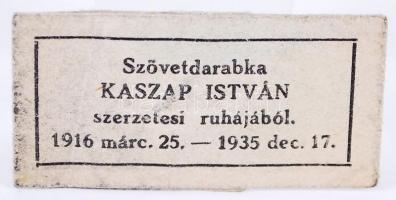 Szövetdarabka
KASZAP ISTVÁN
szerzetesi ruhájából.
1916 márc. 25. — 1935 dec. 17.